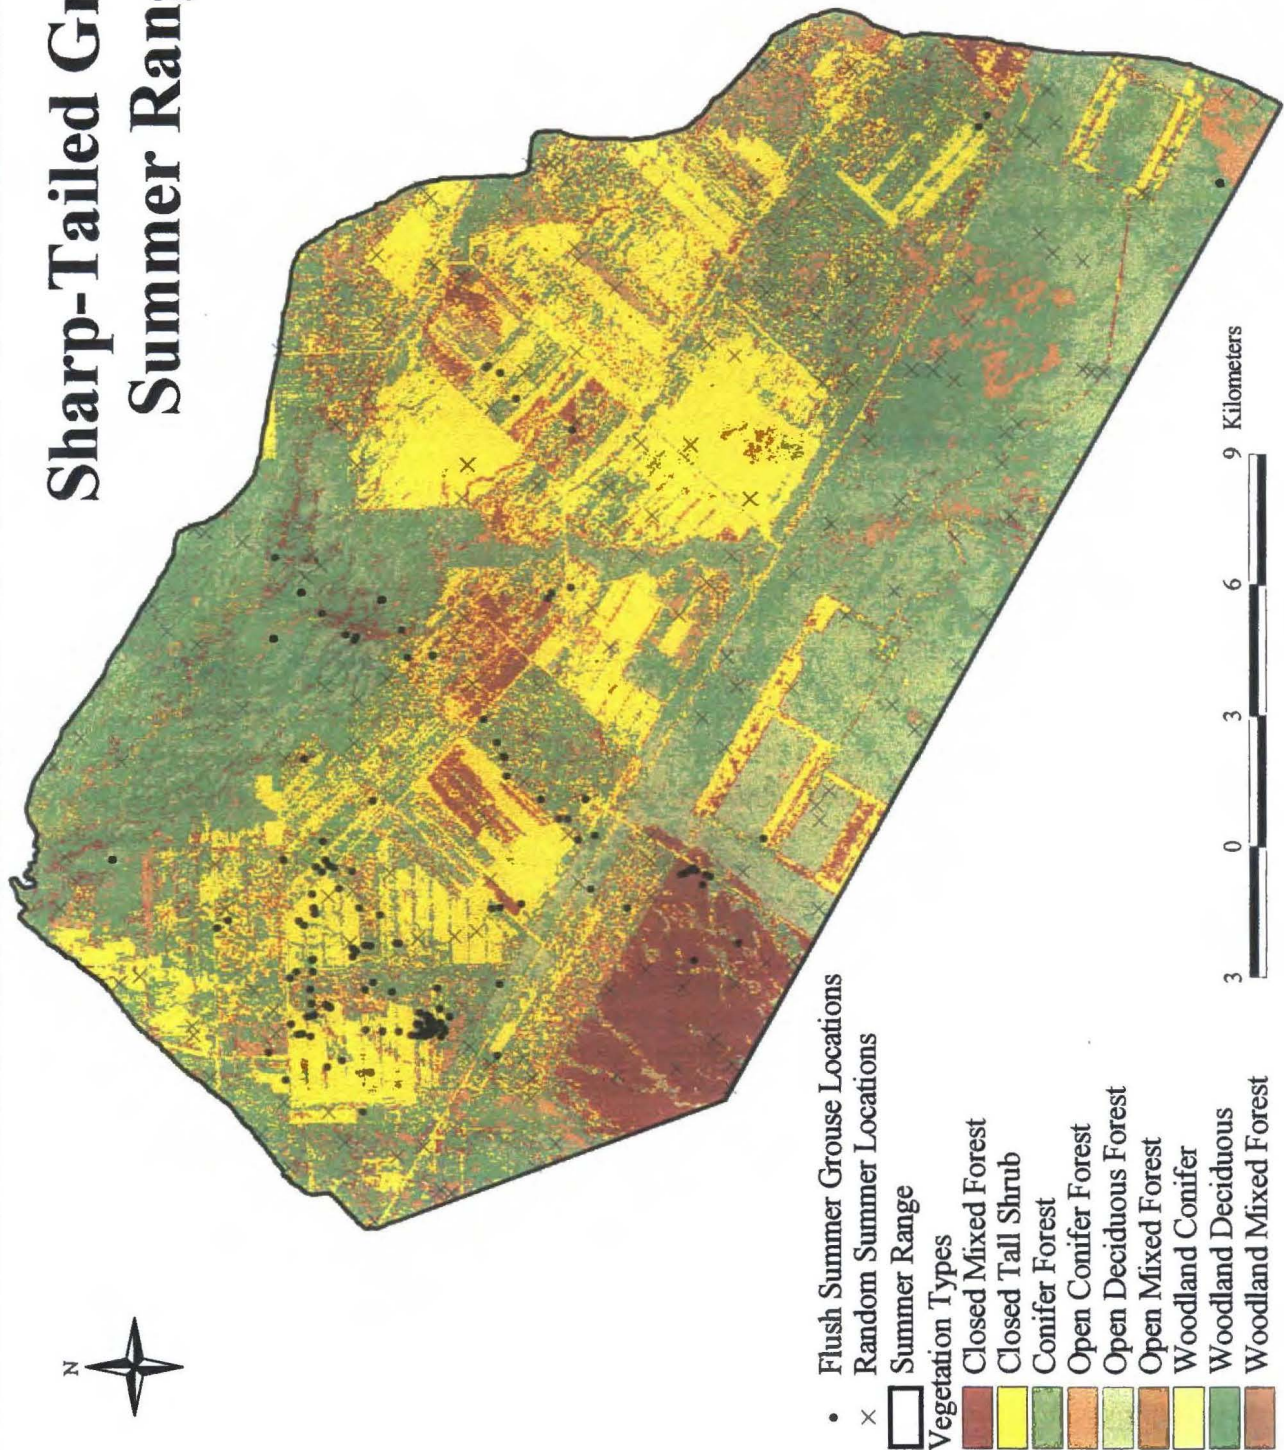 Sharp-Tailed Gr
Summer Rang
N
Flush Summer Grouse Locations
Random Summer Locations
Summer Range
Vegetation Types
Closed Mixed Forest
Closed Tall Shrub
Conifer Forest
Open Conifer Forest
Open Deciduous Forest
Open Mixed Forest
Woodland Conifer
Woodland Deciduous
Woodland Mixed Forest
3 0 3 6 9 Kilometers